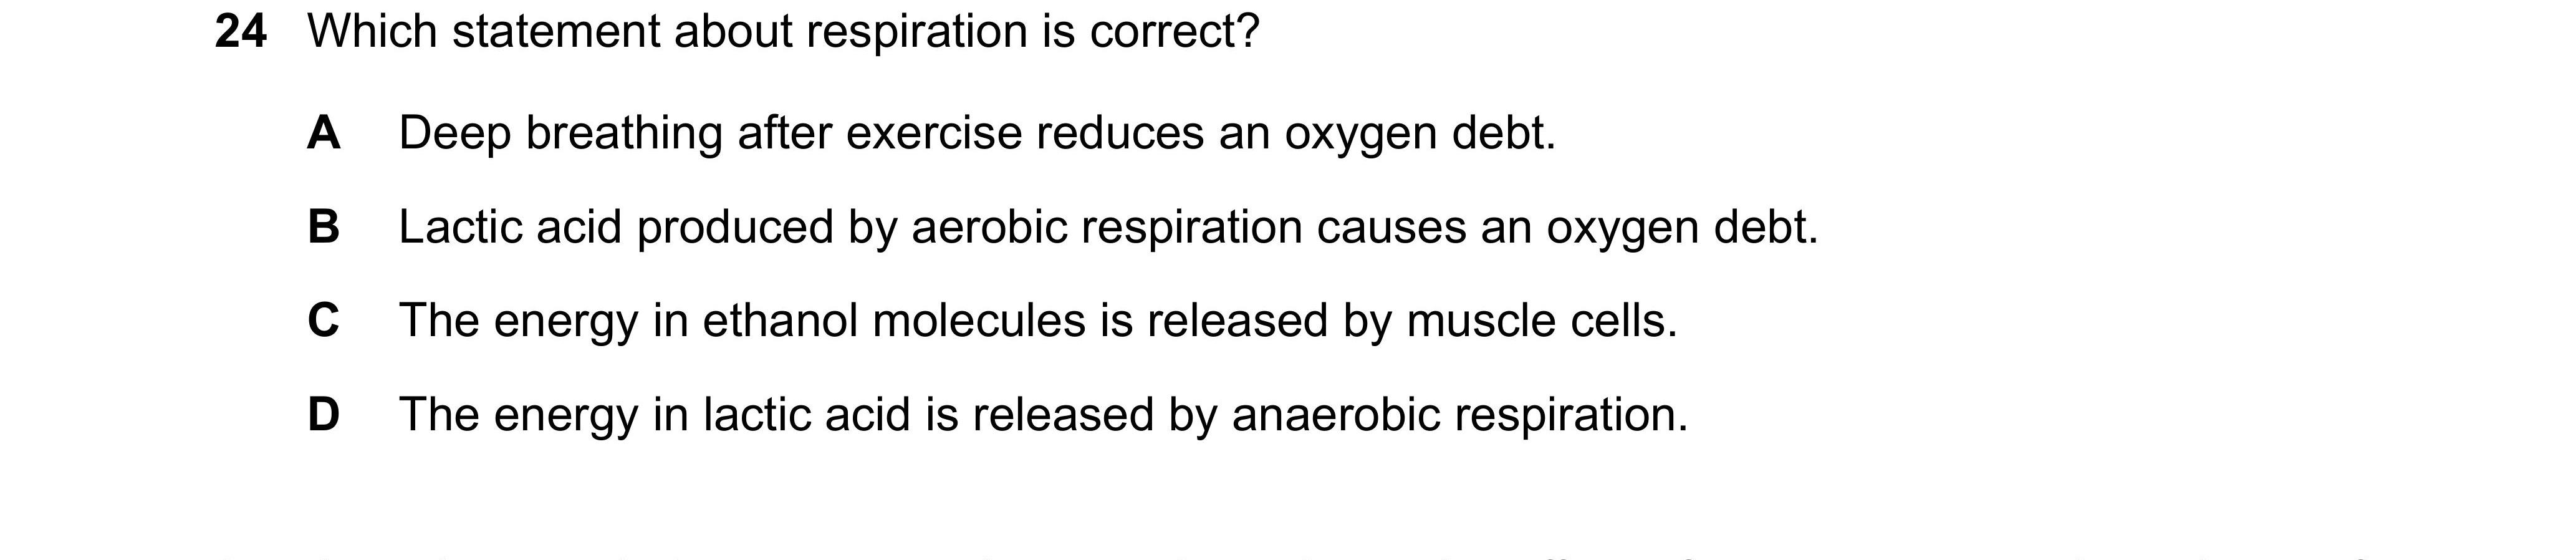 24 Which statement about respiration is correct?
A Deep breathing after exercise reduces an oxygen debt.
B Lactic acid produced by aerobic respiration causes an oxygen debt.
C The energy in ethanol molecules is released by muscle cells.
D The energy in lactic acid is released by anaerobic respiration.